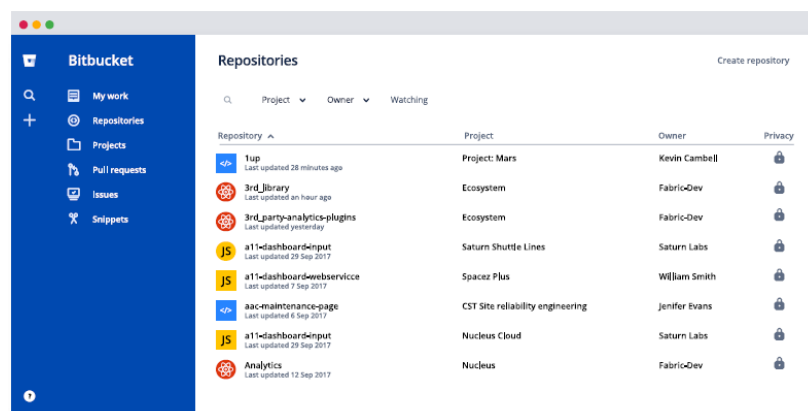 Bitbucket
My work
Repositories
Projects
Pull requests
Issues
Snippets
?
Repositories
Create repository
Project Owner Watching
Repository Project Owner Privacy
</> 1up Project: Mars Kevin Cambell
Last updated 28 minutes ago
3rd_library Ecosystem Fabric-Dev
Last updated an hour ago
3rd_party-analytics-plugins Ecosystem Fabric-Dev
Last updated yesterday
JS a11-dashboard-input Saturn Shuttle Lines Saturn Labs
Last updated 29 Sep 2017
JS a11-dashboard-webservicce Spacez Plus William Smith
Last updated 7 Sep 2017
</> aac-maintenance-page CST Site reliability engineering Jenifer Evans
Last updated 6 Sep 2017
JS a11-dashboard-input Nucleus Cloud Saturn Labs
Last updated 29 Sep 2017
Analytics Nucleus Fabric-Dev
Last updated 12 Sep 2017